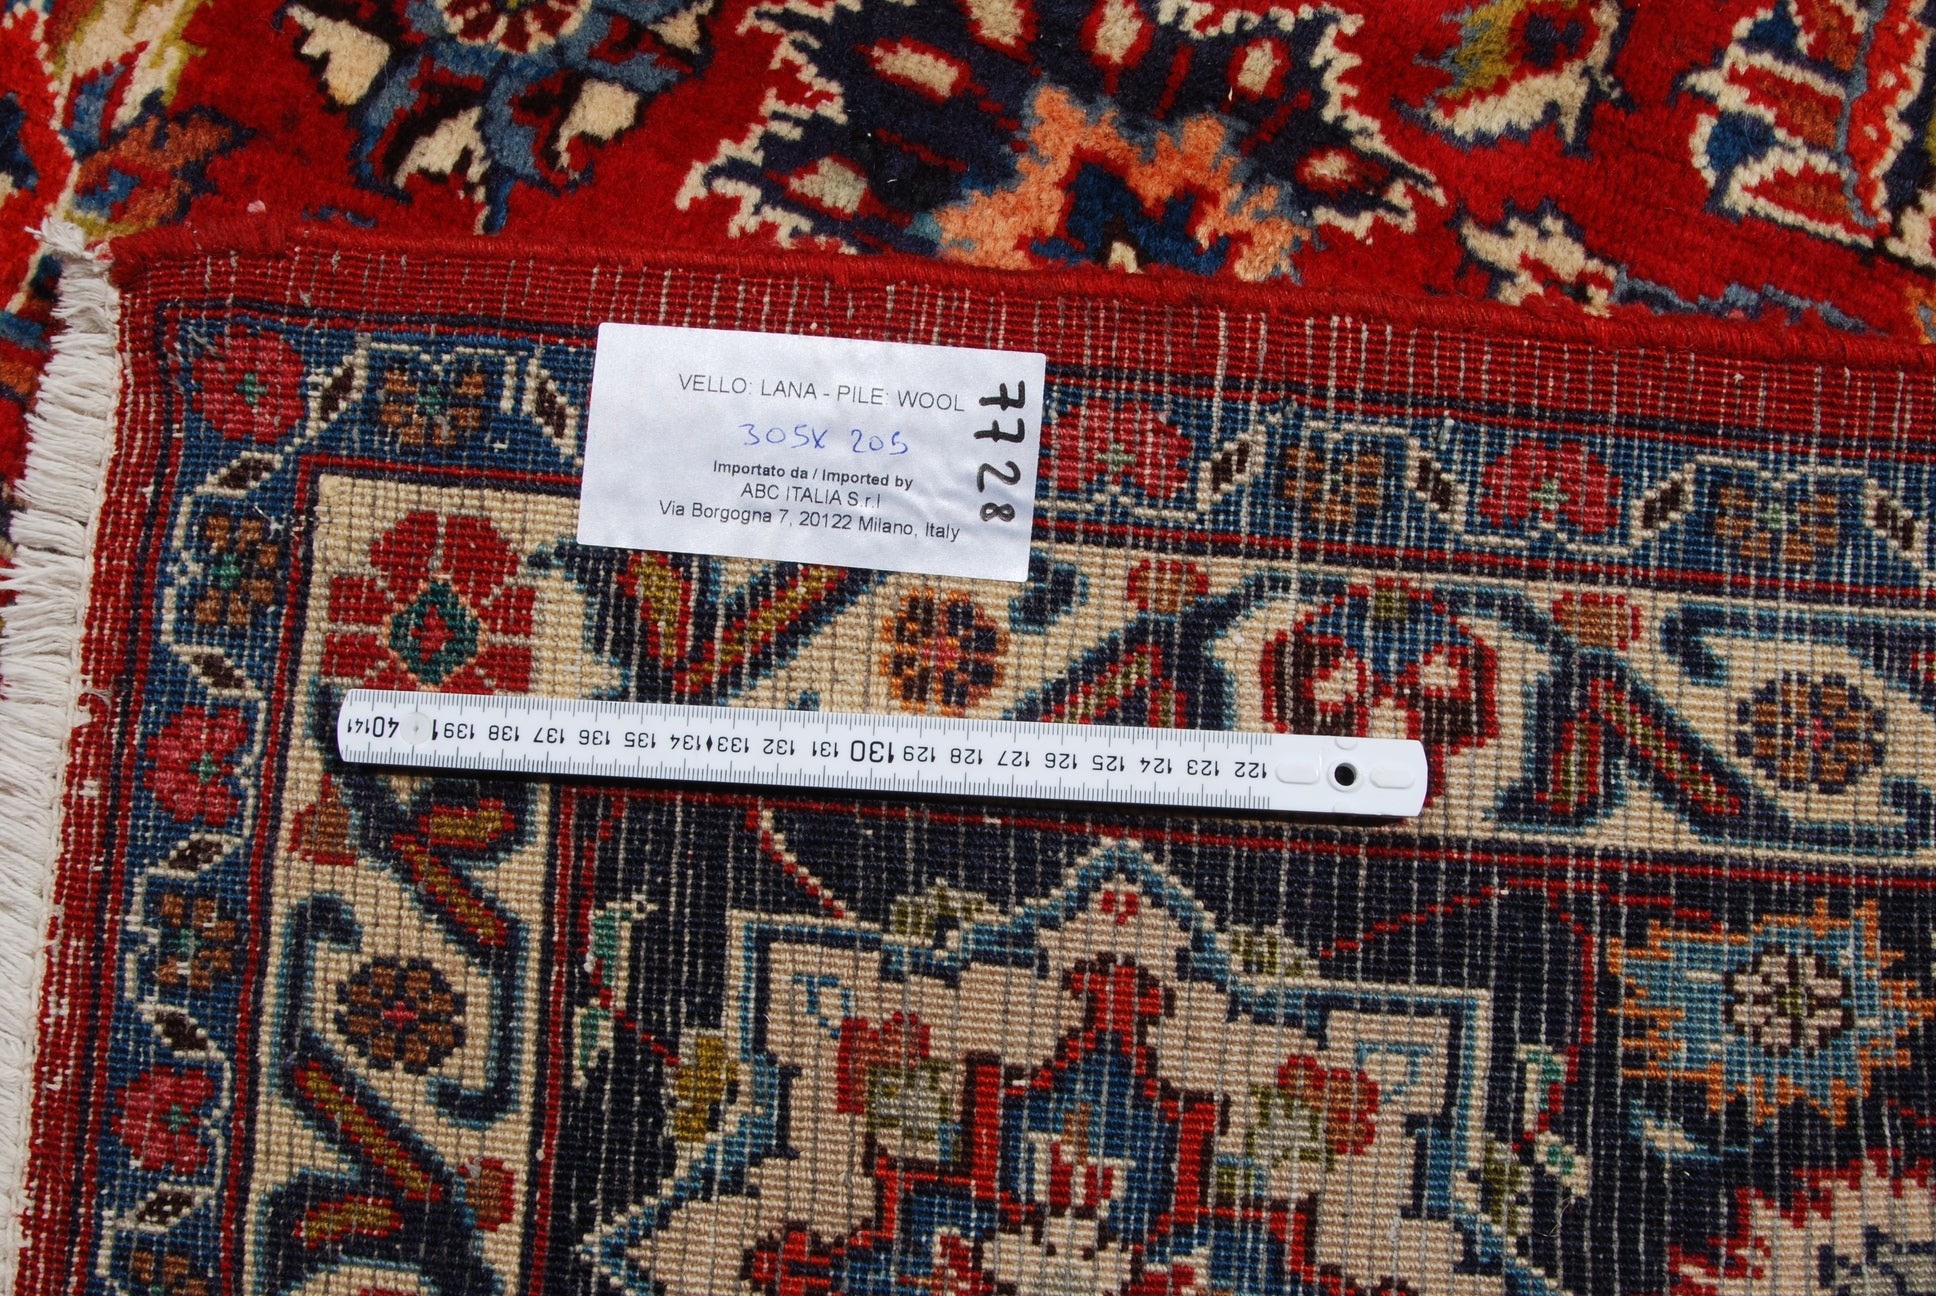 VELLO: LANA - PILE: WOOL
305X 205
Importato da / Imported by
ABC ITALIA S.r.l
Via Borgogna 7, 20122 Milano, Italy
7728
122 123 124 125 126 127 128 129 130 131 132 133 134 135 136 137 138 139 140 141